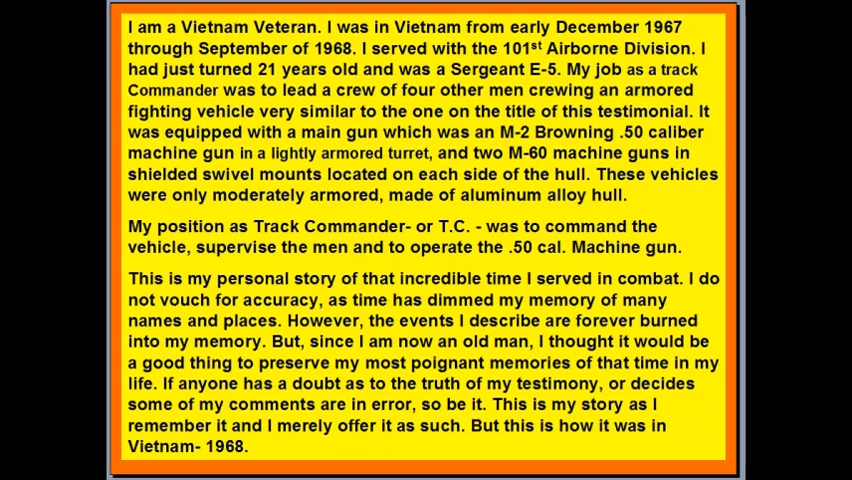 I am a Vietnam Veteran. I was in Vietnam from early December 1967
through September of 1968. I served with the 101st Airborne Division. I
had just turned 21 years old and was a Sergeant E-5. My job as a track
Commander was to lead a crew of four other men crewing an armored
fighting vehicle very similar to the one on the title of this testimonial. It
was equipped with a main gun which was an M-2 Browning .50 caliber
machine gun in a lightly armored turret, and two M-60 machine guns in
shielded swivel mounts located on each side of the hull. These vehicles
were only moderately armored, made of aluminum alloy hull.
My position as Track Commander- or T.C. - was to command the
vehicle, supervise the men and to operate the .50 cal. Machine gun.
This is my personal story of that incredible time I served in combat. I do
not vouch for accuracy, as time has dimmed my memory of many
names and places. However, the events I describe are forever burned
into my memory. But, since I am now an old man, I thought it would be
a good thing to preserve my most poignant memories of that time in my
life. If anyone has a doubt as to the truth of my testimony, or decides
some of my comments are in error, so be it. This is my story as I
remember it and I merely offer it as such. But this is how it was in
Vietnam- 1968.